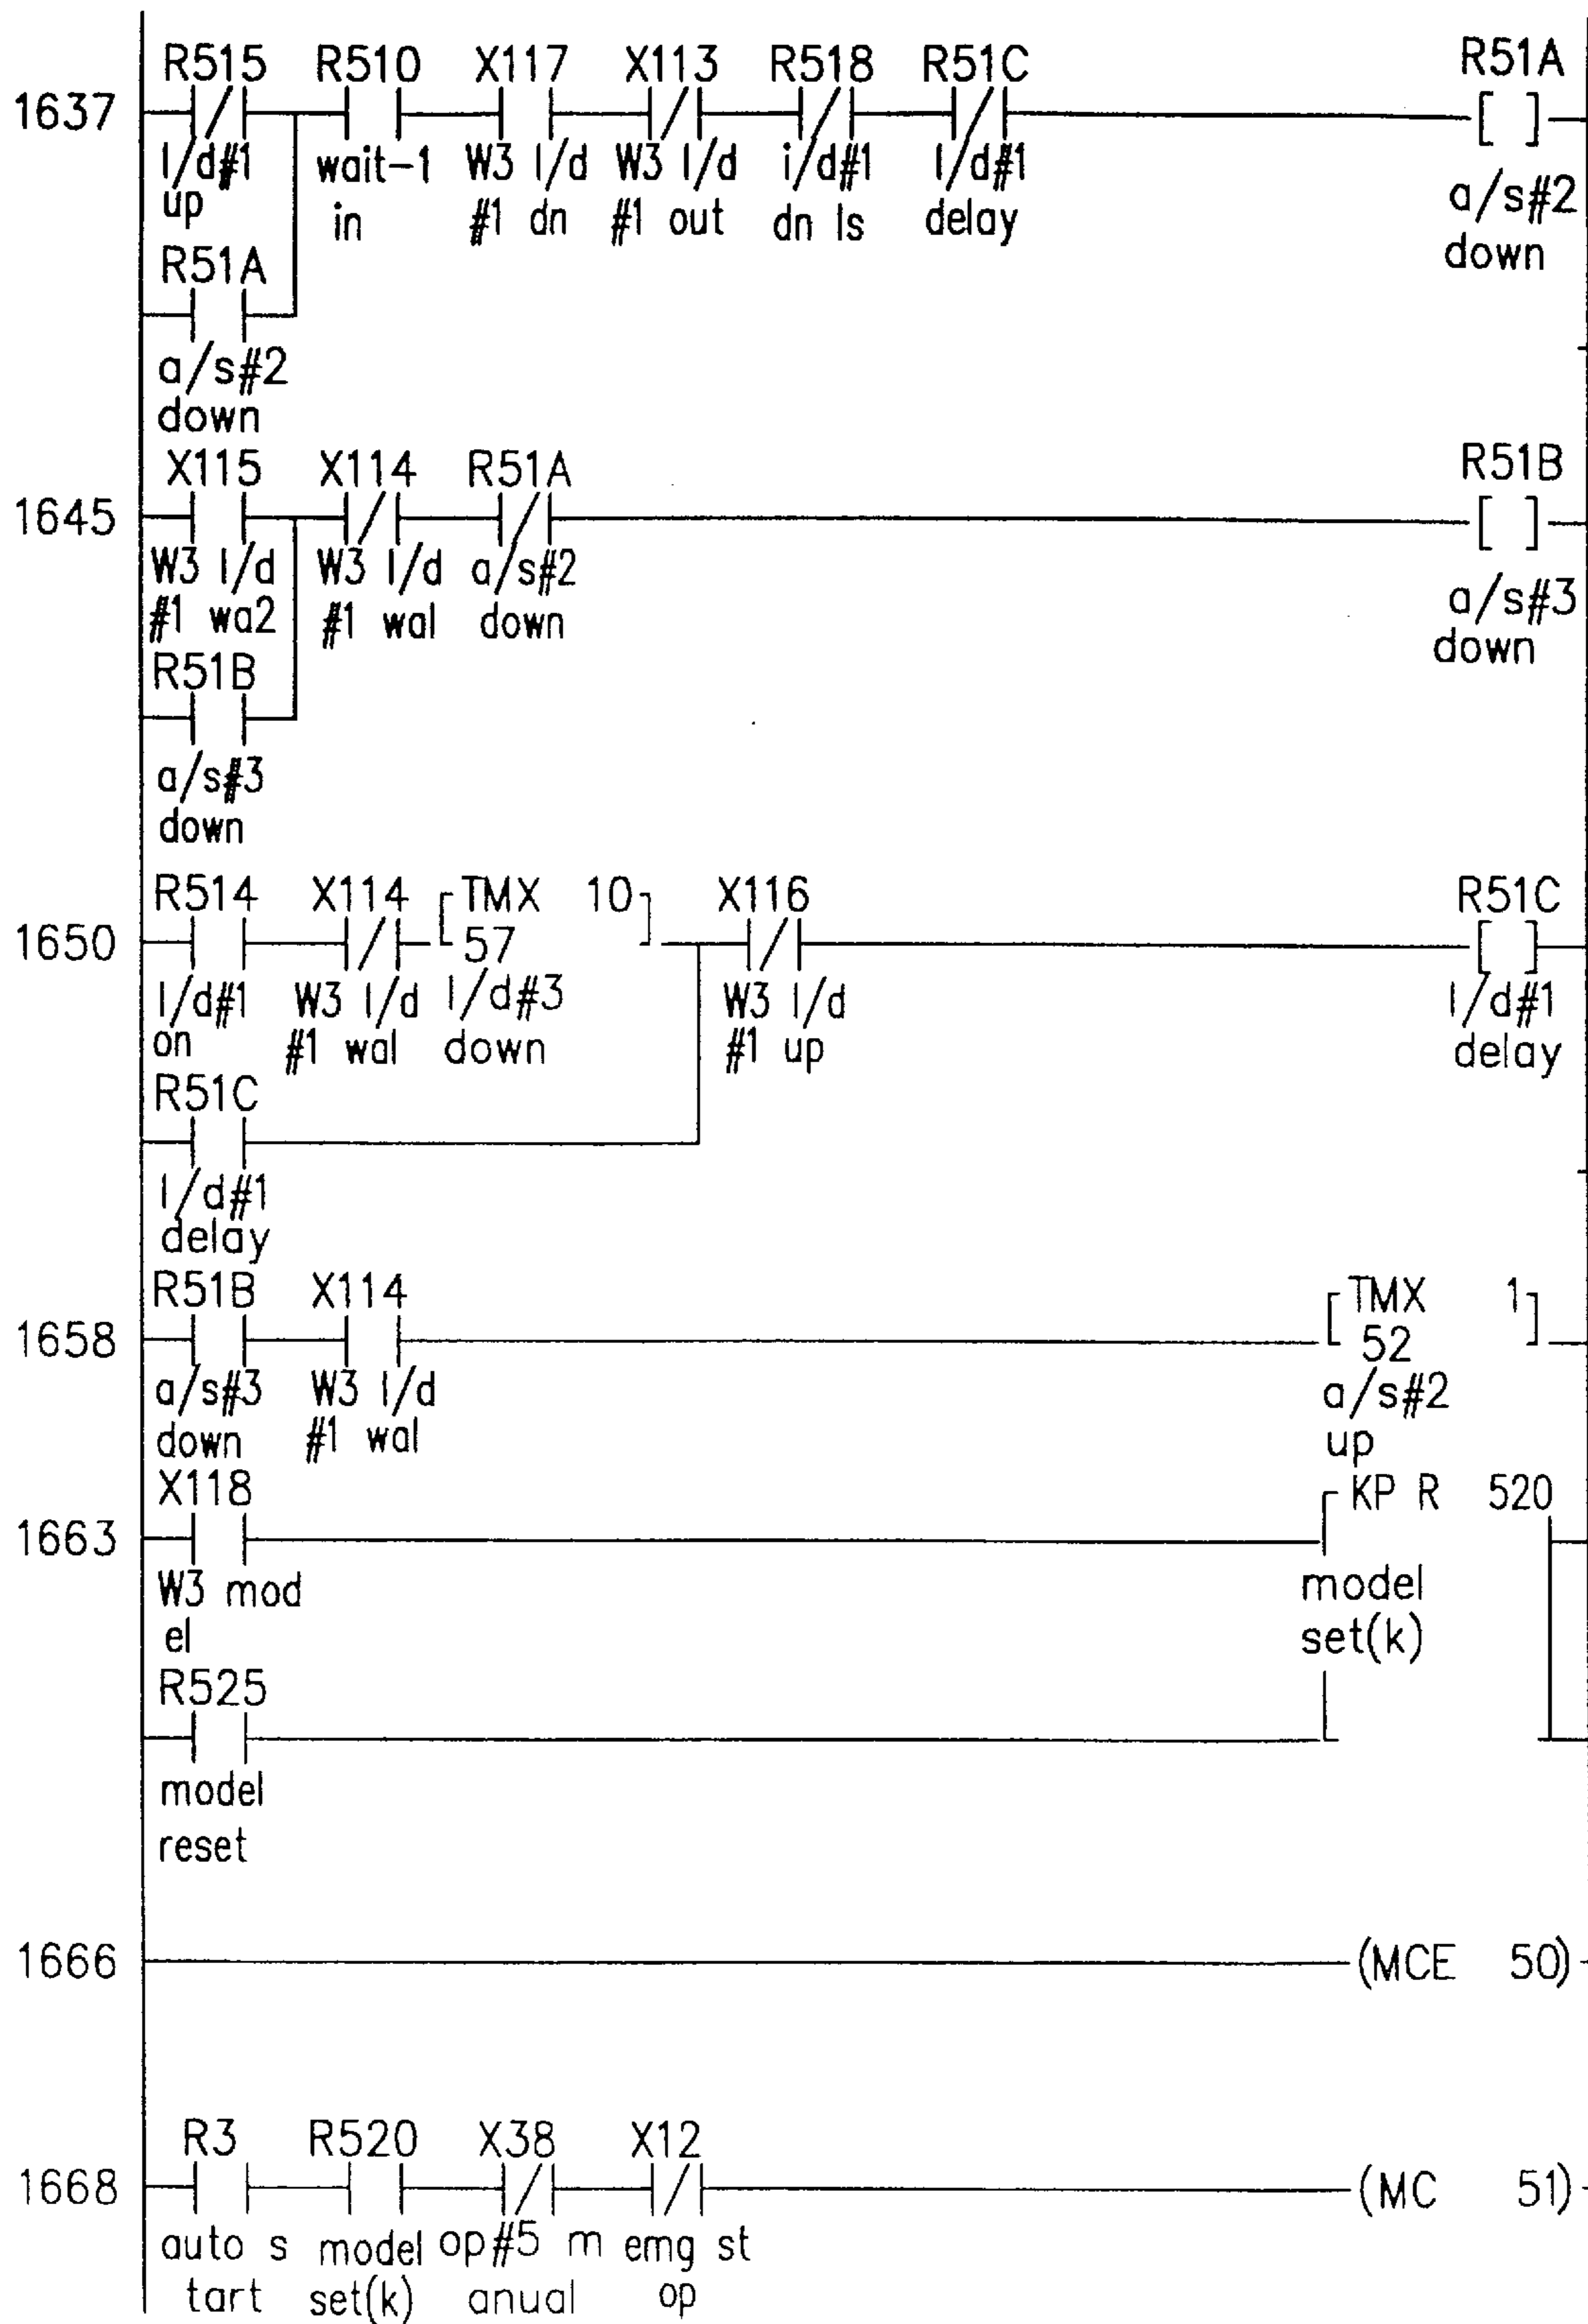 R515 R510 X117 X113 R518 R51C R51A
1637
l/d#1 wait-1 W3 l/d W3 l/d i/d#1 l/d#1 a/s#2
up in #1 dn #1 out dn ls delay down
R51A
a/s#2
down
X115 X114 R51A R51B
1645
W3 l/d W3 l/d a/s#2 a/s#3
#1 wa2 #1 wal down down
R51B
a/s#3
down
R514 X114 TMX 10 X116 R51C
1650 57
l/d#1 W3 l/d l/d#3 W3 l/d l/d#1
on #1 wal down #1 up delay
R51C
l/d#1
delay
R51B X114 TMX 1
1658 52
a/s#3 W3 l/d a/s#2
down #1 wal up
X118 KP R 520
1663
W3 mod model
el set(k)
R525
model
reset
1666 (MCE 50)
R3 R520 X38 X12
1668 (MC 51)
auto s model op#5 m emg st
tart set(k) anual op